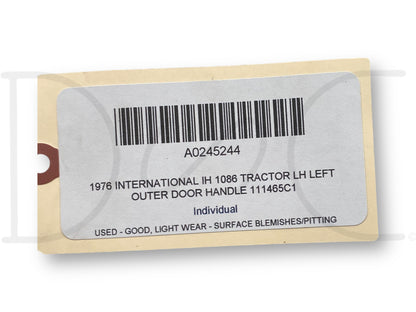 A0245244
1976 INTERNATIONAL IH 1086 TRACTOR LH LEFT
OUTER DOOR HANDLE 111465C1
Individual
USED - GOOD, LIGHT WEAR - SURFACE BLEMISHES/PITTING